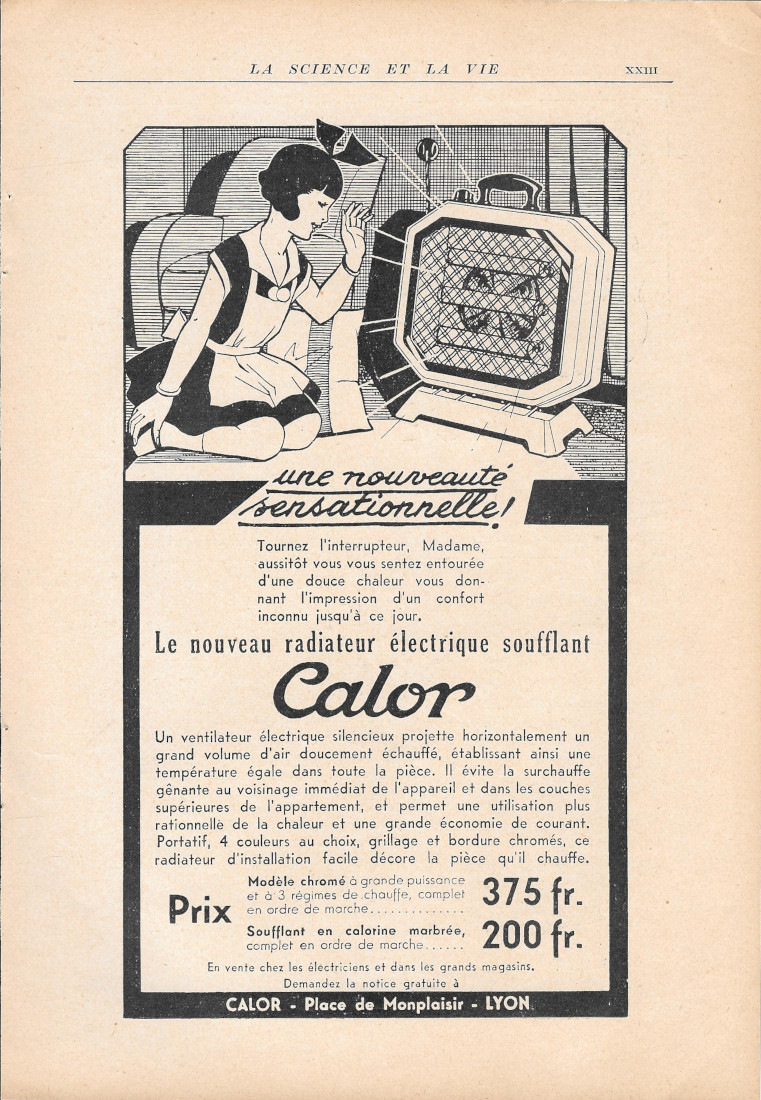 LA SCIENCE ET LA VIE XXIII
une nouveauté
sensationnelle!
Tournez l'interrupteur, Madame,
aussitôt vous vous sentez entourée
d'une douce chaleur vous don-
nant l'impression d'un confort
inconnu jusqu'à ce jour.
Le nouveau radiateur électrique soufflant
Calor
Un ventilateur électrique silencieux projette horizontalement un
grand volume d'air doucement échauffé, établissant ainsi une
température égale dans toute la pièce. Il évite la surchauffe
gênante au voisinage immédiat de l'appareil et dans les couches
supérieures de l'appartement, et permet une utilisation plus
rationnelle de la chaleur et une grande économie de courant.
Portatif, 4 couleurs au choix, grillage et bordure chromés, ce
radiateur d'installation facile décore la pièce qu'il chauffe.
Prix
Modèle chromé à grande puissance
et à 3 régimes de chauffe, complet
en ordre de marche.............. 375 fr.
Soufflant en calorine marbrée,
complet en ordre de marche...... 200 fr.
En vente chez les électriciens et dans les grands magasins.
Demandez la notice gratuite à
CALOR - Place de Monplaisir - LYON